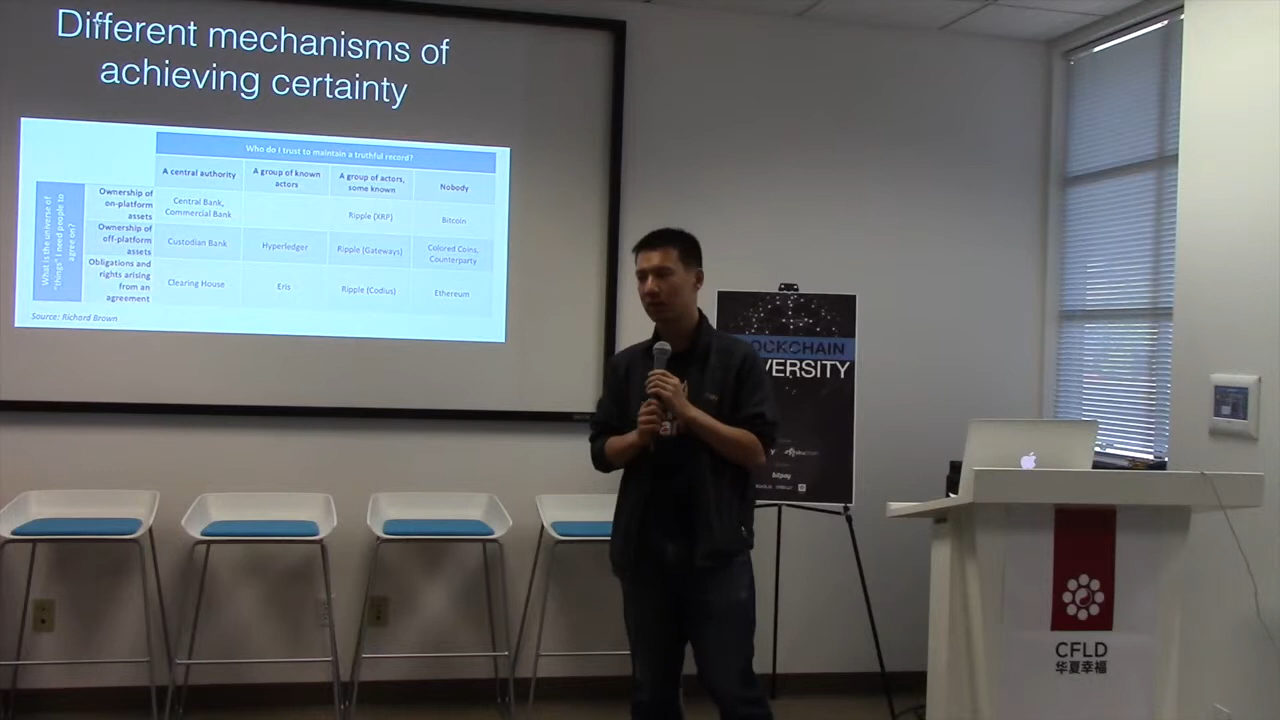 Different mechanisms of
achieving certainty
Who do I trust to maintain a truthful record?
A central authority
A group of known
actors
A group of actors,
some known
Nobody
What is the universe of
"things" I need people to
agree on?
Ownership of
on-platform
assets
Central Bank,
Commercial Bank
Ripple (XRP)
Bitcoin
Ownership of
off-platform
assets
Custodian Bank
Hyperledger
Ripple (Gateways)
Colored Coins,
Counterparty
Obligations and
rights arising
from an
agreement
Clearing House
Eris
Ripple (Codius)
Ethereum
Source: Richard Brown
OCKCHAIN
VERSITY
bitpay
CFLD
华夏幸福